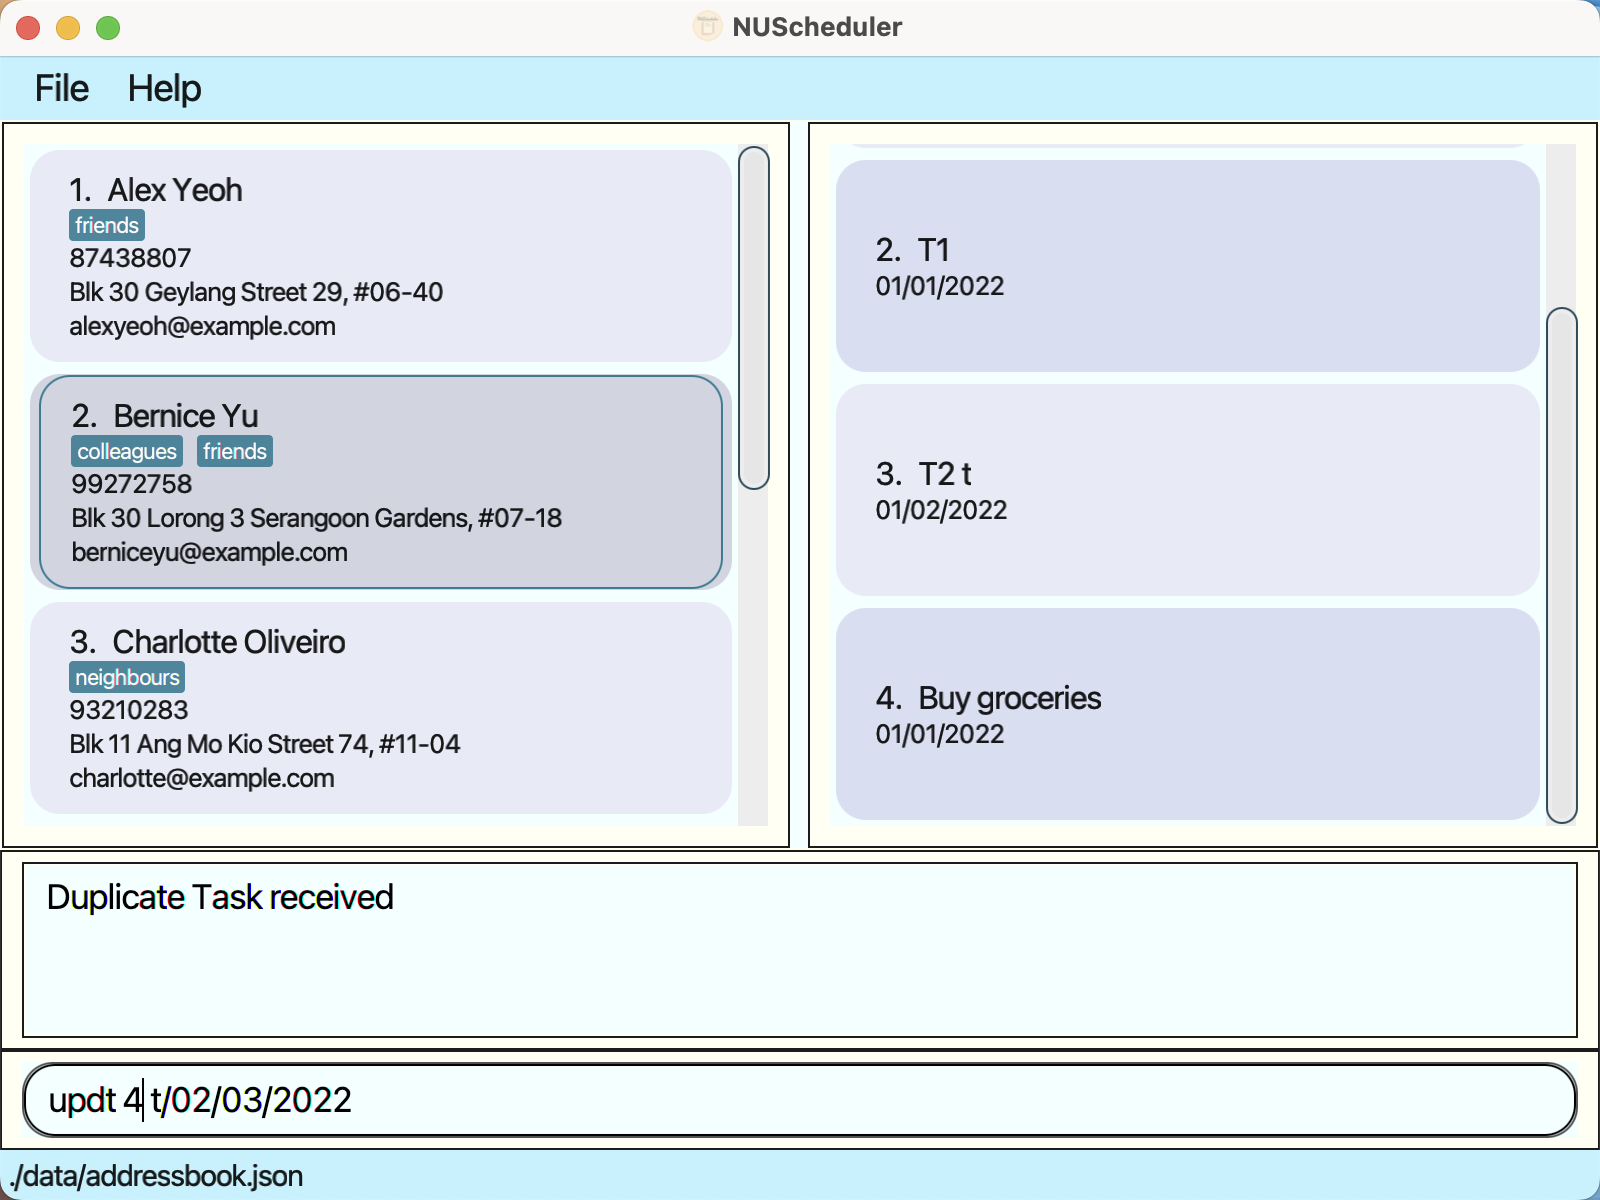 NUScheduler
File Help
1. Alex Yeoh
friends
87438807
Blk 30 Geylang Street 29, #06-40
alexyeoh@example.com
2. Bernice Yu
colleagues friends
99272758
Blk 30 Lorong 3 Serangoon Gardens, #07-18
berniceyu@example.com
3. Charlotte Oliveiro
neighbours
93210283
Blk 11 Ang Mo Kio Street 74, #11-04
charlotte@example.com
2. T1
01/01/2022
3. T2 t
01/02/2022
4. Buy groceries
01/01/2022
Duplicate Task received
updt 4 t/02/03/2022
./data/addressbook.json